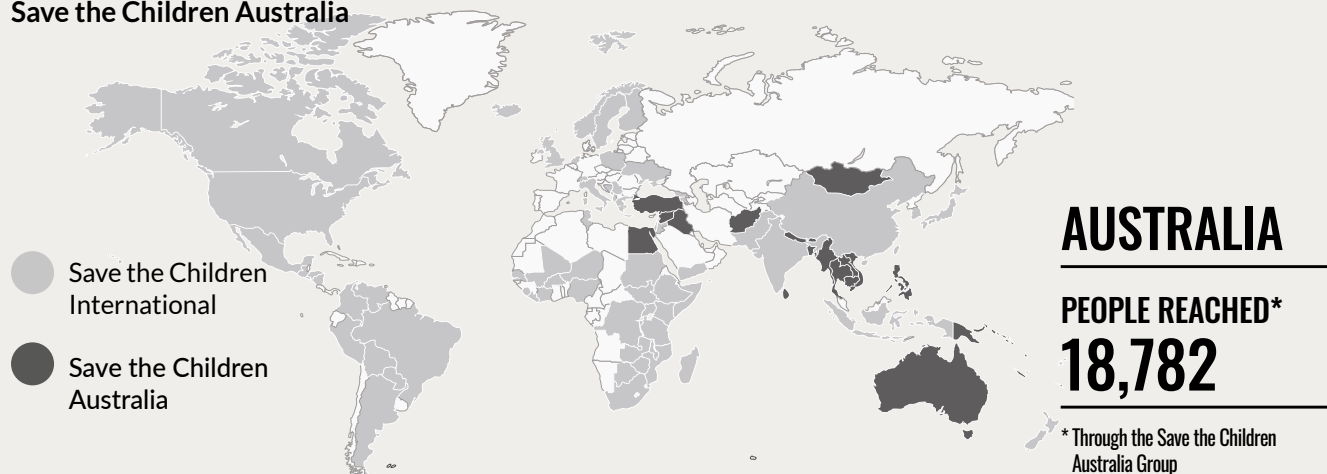 Save the Children Australia
Save the Children
International
Save the Children
Australia
AUSTRALIA
PEOPLE REACHED*
18,782
* Through the Save the Children
Australia Group